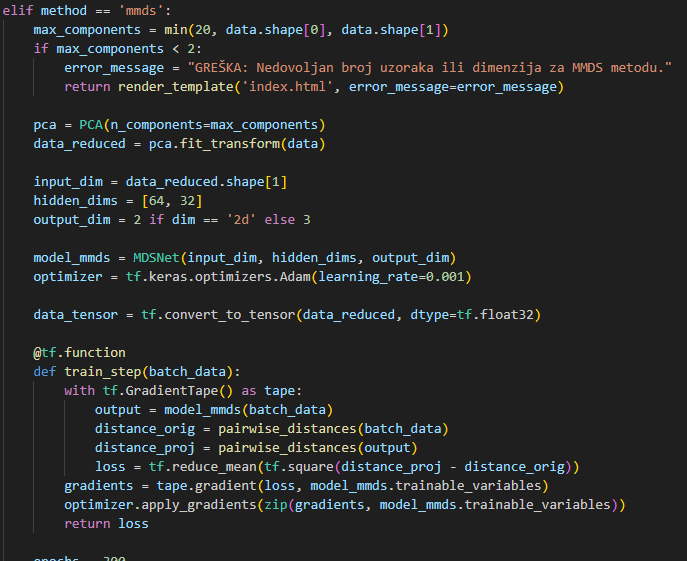 elif method == 'mmds':
    max_components = min(20, data.shape[0], data.shape[1])
    if max_components < 2:
        error_message = "GREŠKA: Nedovoljan broj uzoraka ili dimenzija za MMDS metodu."
        return render_template('index.html', error_message=error_message)

    pca = PCA(n_components=max_components)
    data_reduced = pca.fit_transform(data)

    input_dim = data_reduced.shape[1]
    hidden_dims = [64, 32]
    output_dim = 2 if dim == '2d' else 3

    model_mmds = MDSNet(input_dim, hidden_dims, output_dim)
    optimizer = tf.keras.optimizers.Adam(learning_rate=0.001)

    data_tensor = tf.convert_to_tensor(data_reduced, dtype=tf.float32)

    @tf.function
    def train_step(batch_data):
        with tf.GradientTape() as tape:
            output = model_mmds(batch_data)
            distance_orig = pairwise_distances(batch_data)
            distance_proj = pairwise_distances(output)
            loss = tf.reduce_mean(tf.square(distance_proj - distance_orig))
        gradients = tape.gradient(loss, model_mmds.trainable_variables)
        optimizer.apply_gradients(zip(gradients, model_mmds.trainable_variables))
        return loss